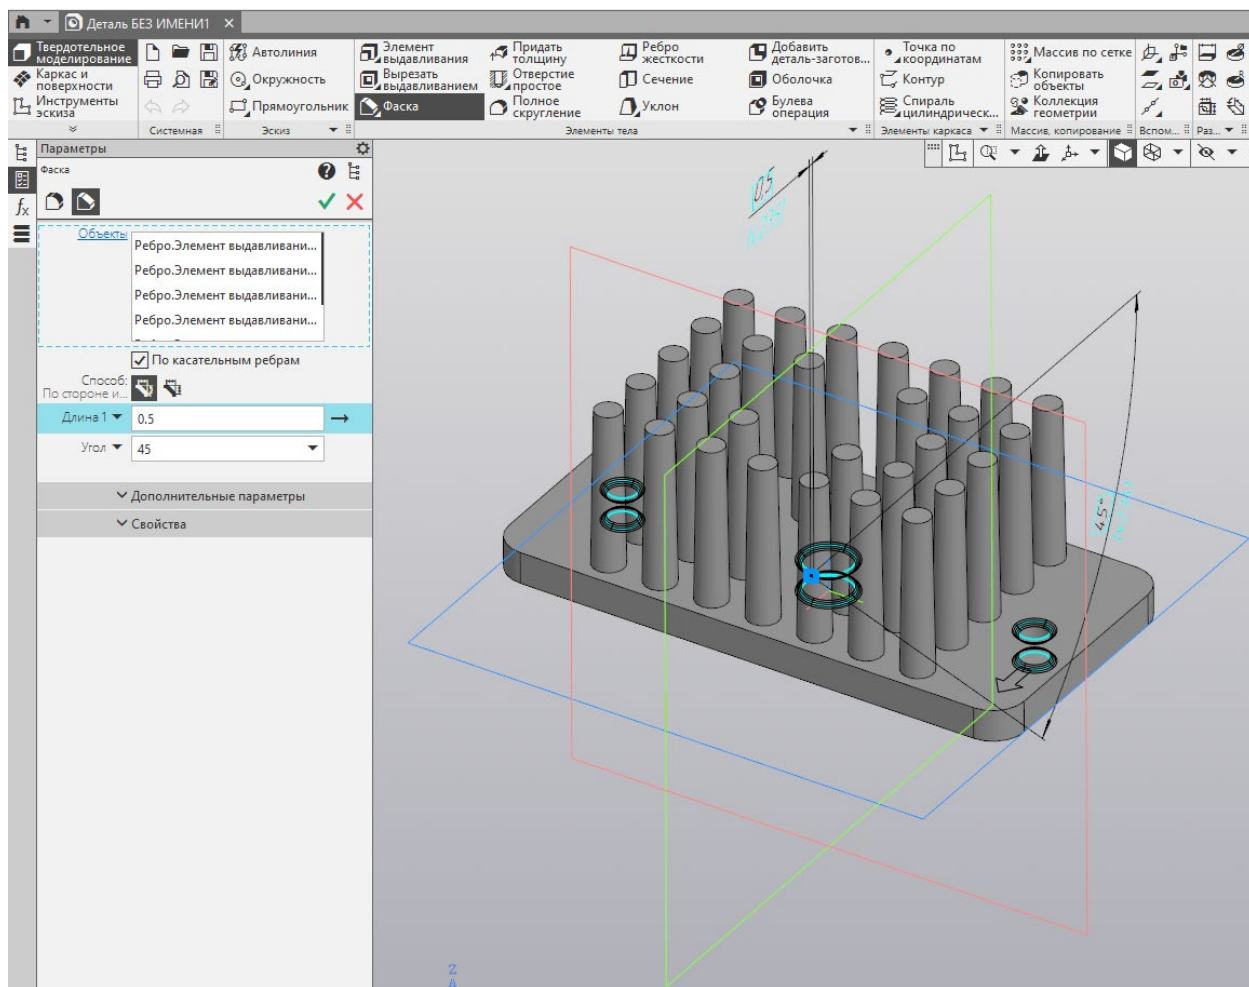 Деталь БЕЗ ИМЕНИ1
Твердотельное
моделирование
Каркас и
поверхности
Инструменты
эскиза
Системная
Автолиния
Окружность
Прямоугольник
Эскиз
Элемент
выдавливания
Вырезать
выдавливанием
Фаска
Придать
толщину
Отверстие
простое
Полное
скругление
Ребро
жесткости
Сечение
Уклон
Добавить
деталь-заготов...
Оболочка
Булева
операция
Элементы тела
Точка по
координатам
Контур
Спираль
цилиндрическ...
Элементы каркаса
Массив по сетке
Копировать
объекты
Коллекция
геометрии
Массив, копирование
Вспом...
Раз...
Параметры
Фаска
Объекты
Ребро.Элемент выдавливани...
Ребро.Элемент выдавливани...
Ребро.Элемент выдавливани...
Ребро.Элемент выдавливани...
По касательным ребрам
Способ:
По стороне и...
Длина 1
0.5
Угол
45
Дополнительные параметры
Свойства
0,5
45°
Z